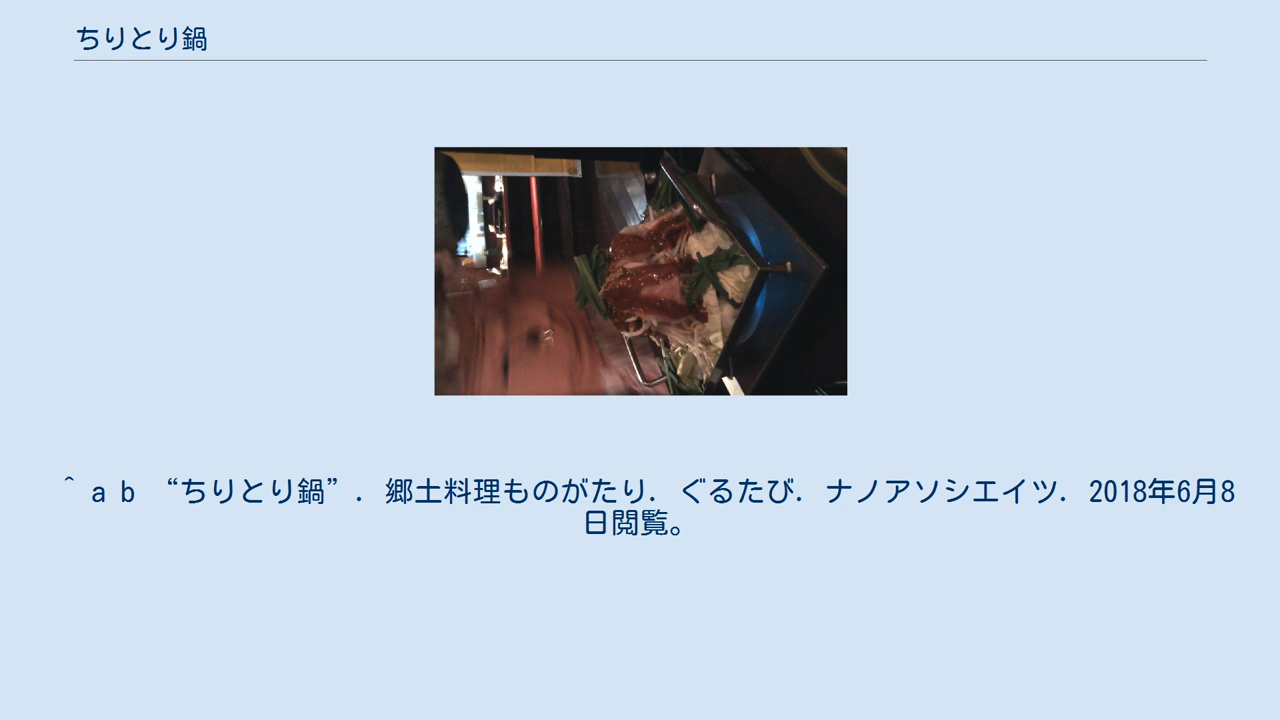 ちりとり鍋
^ a b “ちりとり鍋”. 郷土料理ものがたり. ぐるたび. ナノアソシエイツ. 2018年6月8
日閲覧。